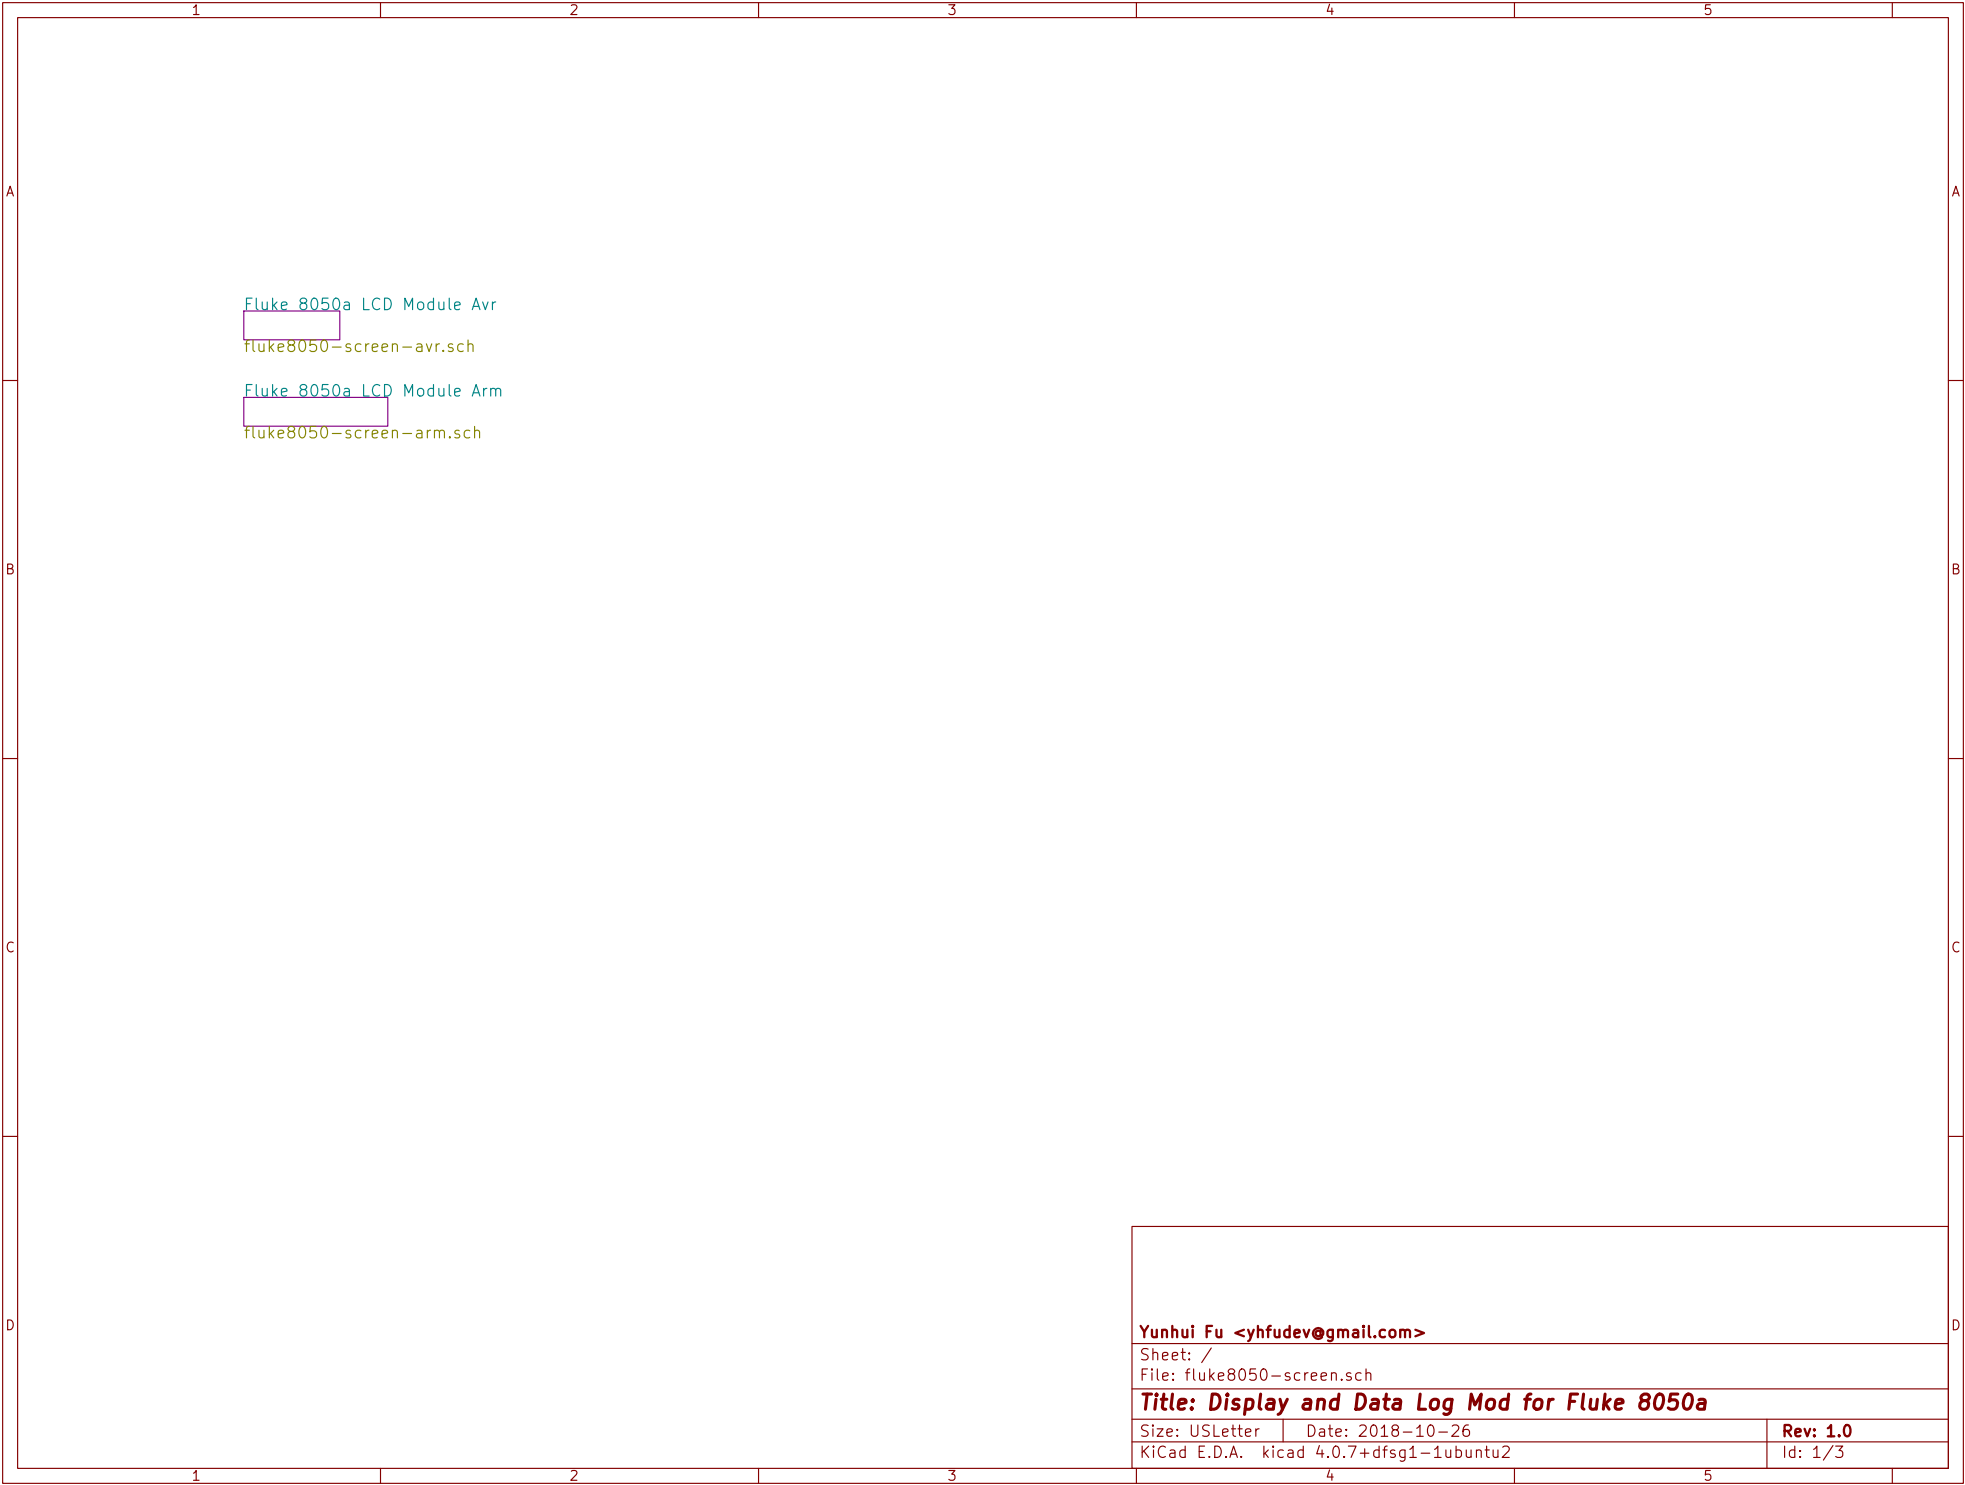 1 2 3 4 5
A A
Fluke 8050a LCD Module Avr
fluke8050-screen-avr.sch
Fluke 8050a LCD Module Arm
fluke8050-screen-arm.sch
B B
C C
D D
Yunhui Fu <yhfudev@gmail.com>
Sheet: /
File: fluke8050-screen.sch
Title: Display and Data Log Mod for Fluke 8050a
Size: USLetter Date: 2018-10-26 Rev: 1.0
KiCad E.D.A. kicad 4.0.7+dfsg1-1ubuntu2 Id: 1/3
1 2 3 4 5